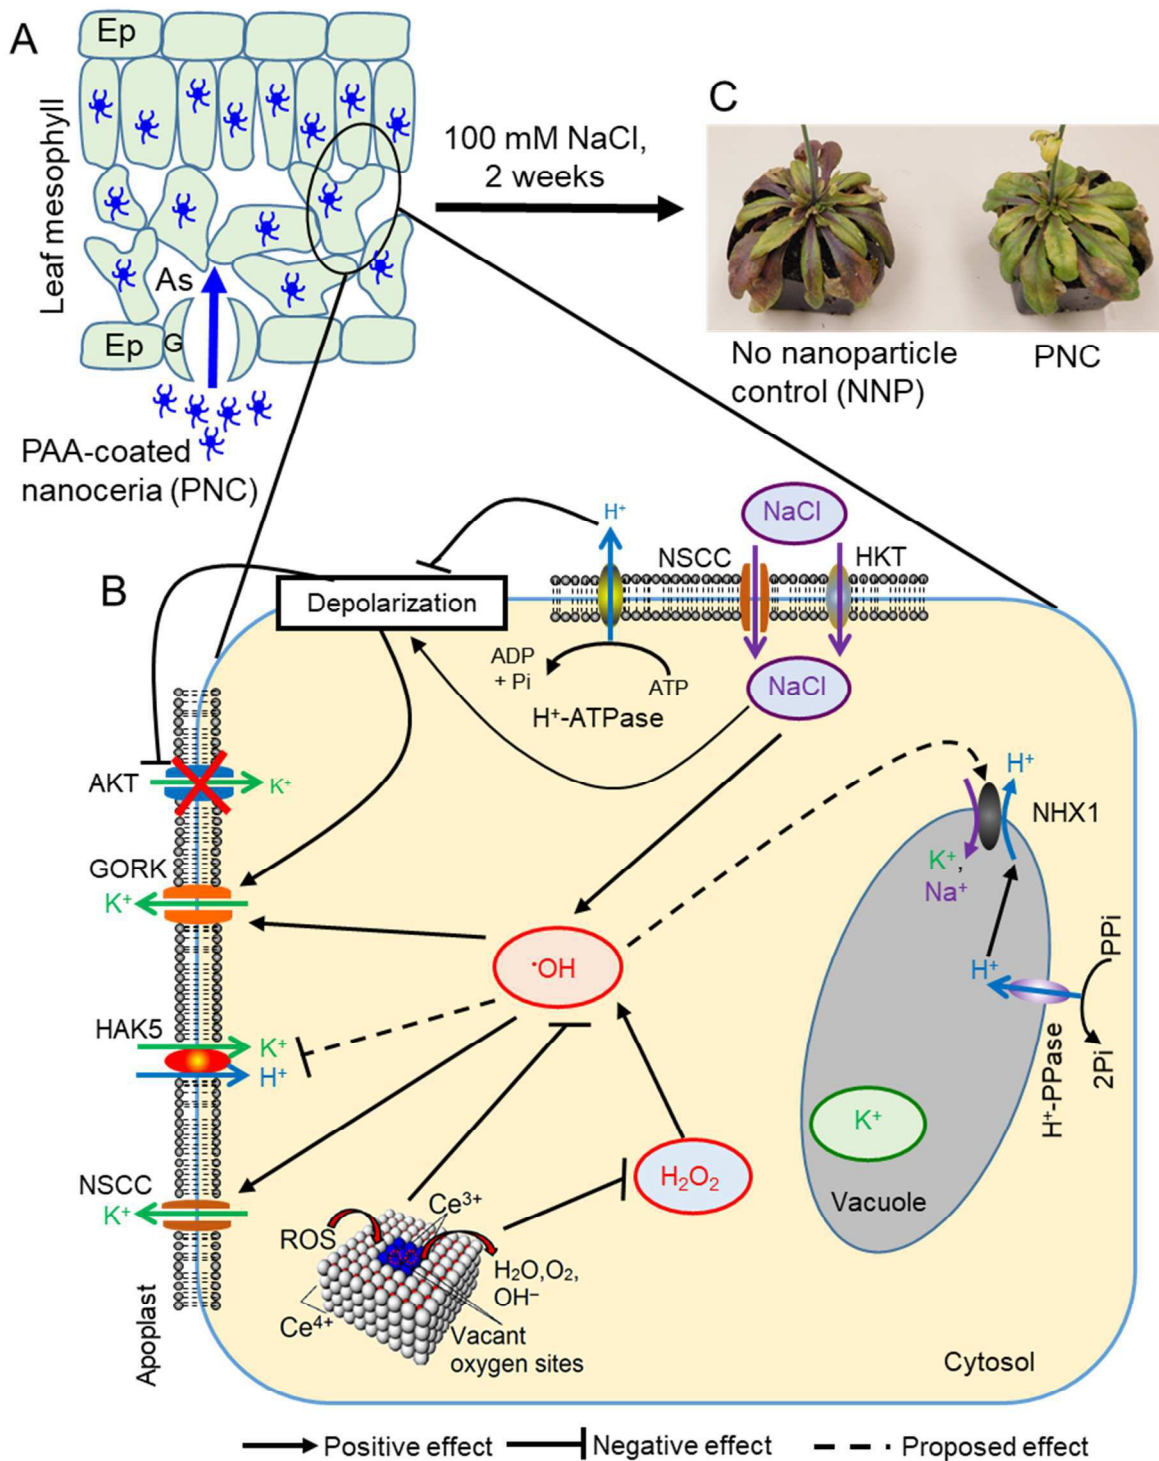 A
Ep
Leaf mesophyll
As
Ep
G
PAA-coated
nanoceria (PNC)
100 mM NaCl,
2 weeks
C
No nanoparticle
control (NNP)
PNC
B
Depolarization
H⁺
NaCl
NSCC
HKT
ADP
+ Pi
ATP
H⁺-ATPase
NaCl
AKT
K⁺
GORK
K⁺
HAK5
K⁺
H⁺
NSCC
K⁺
Apoplast
•OH
H₂O₂
ROS
Ce³⁺
H₂O,O₂,
OH⁻
Ce⁴⁺
Vacant
oxygen sites
H⁺
NHX1
K⁺,
Na⁺
H⁺
PPi
2Pi
H⁺-PPase
K⁺
Vacuole
Cytosol
Positive effect
Negative effect
Proposed effect